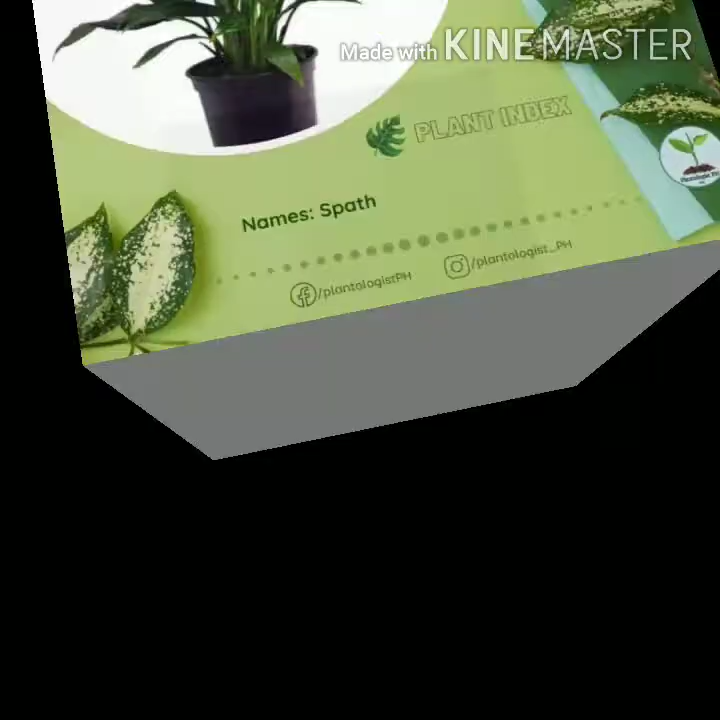 Made with KINEMASTER
PLANT INDEX
Names: Spath
/plantologistPH
/plantologist_PH